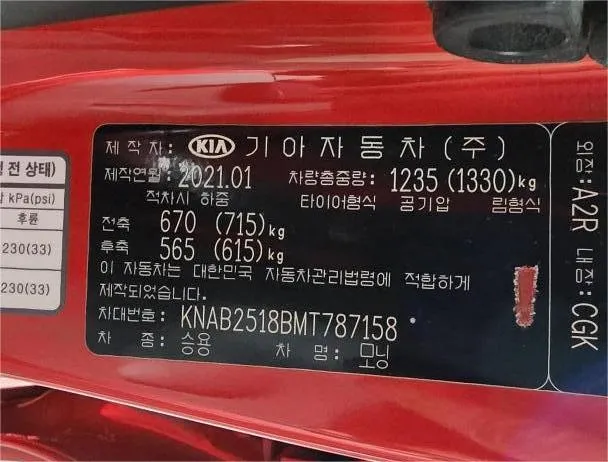 제 작 자: KIA 기아자동차(주)
제작연월: 2021.01 차량총중량: 1235 (1330)kg
적차시 하중 타이어형식 공기압 림형식
전축 670 (715)kg
후축 565 (615)kg
이 자동차는 대한민국 자동차관리법령에 적합하게
제작되었습니다.
차대번호: KNAB2518BMT787158
차 종: 승용 차 명: 모닝
외장: A2R 내장: CGK
전 상태)
kPa(psi)
후륜
230(33)
230(33)